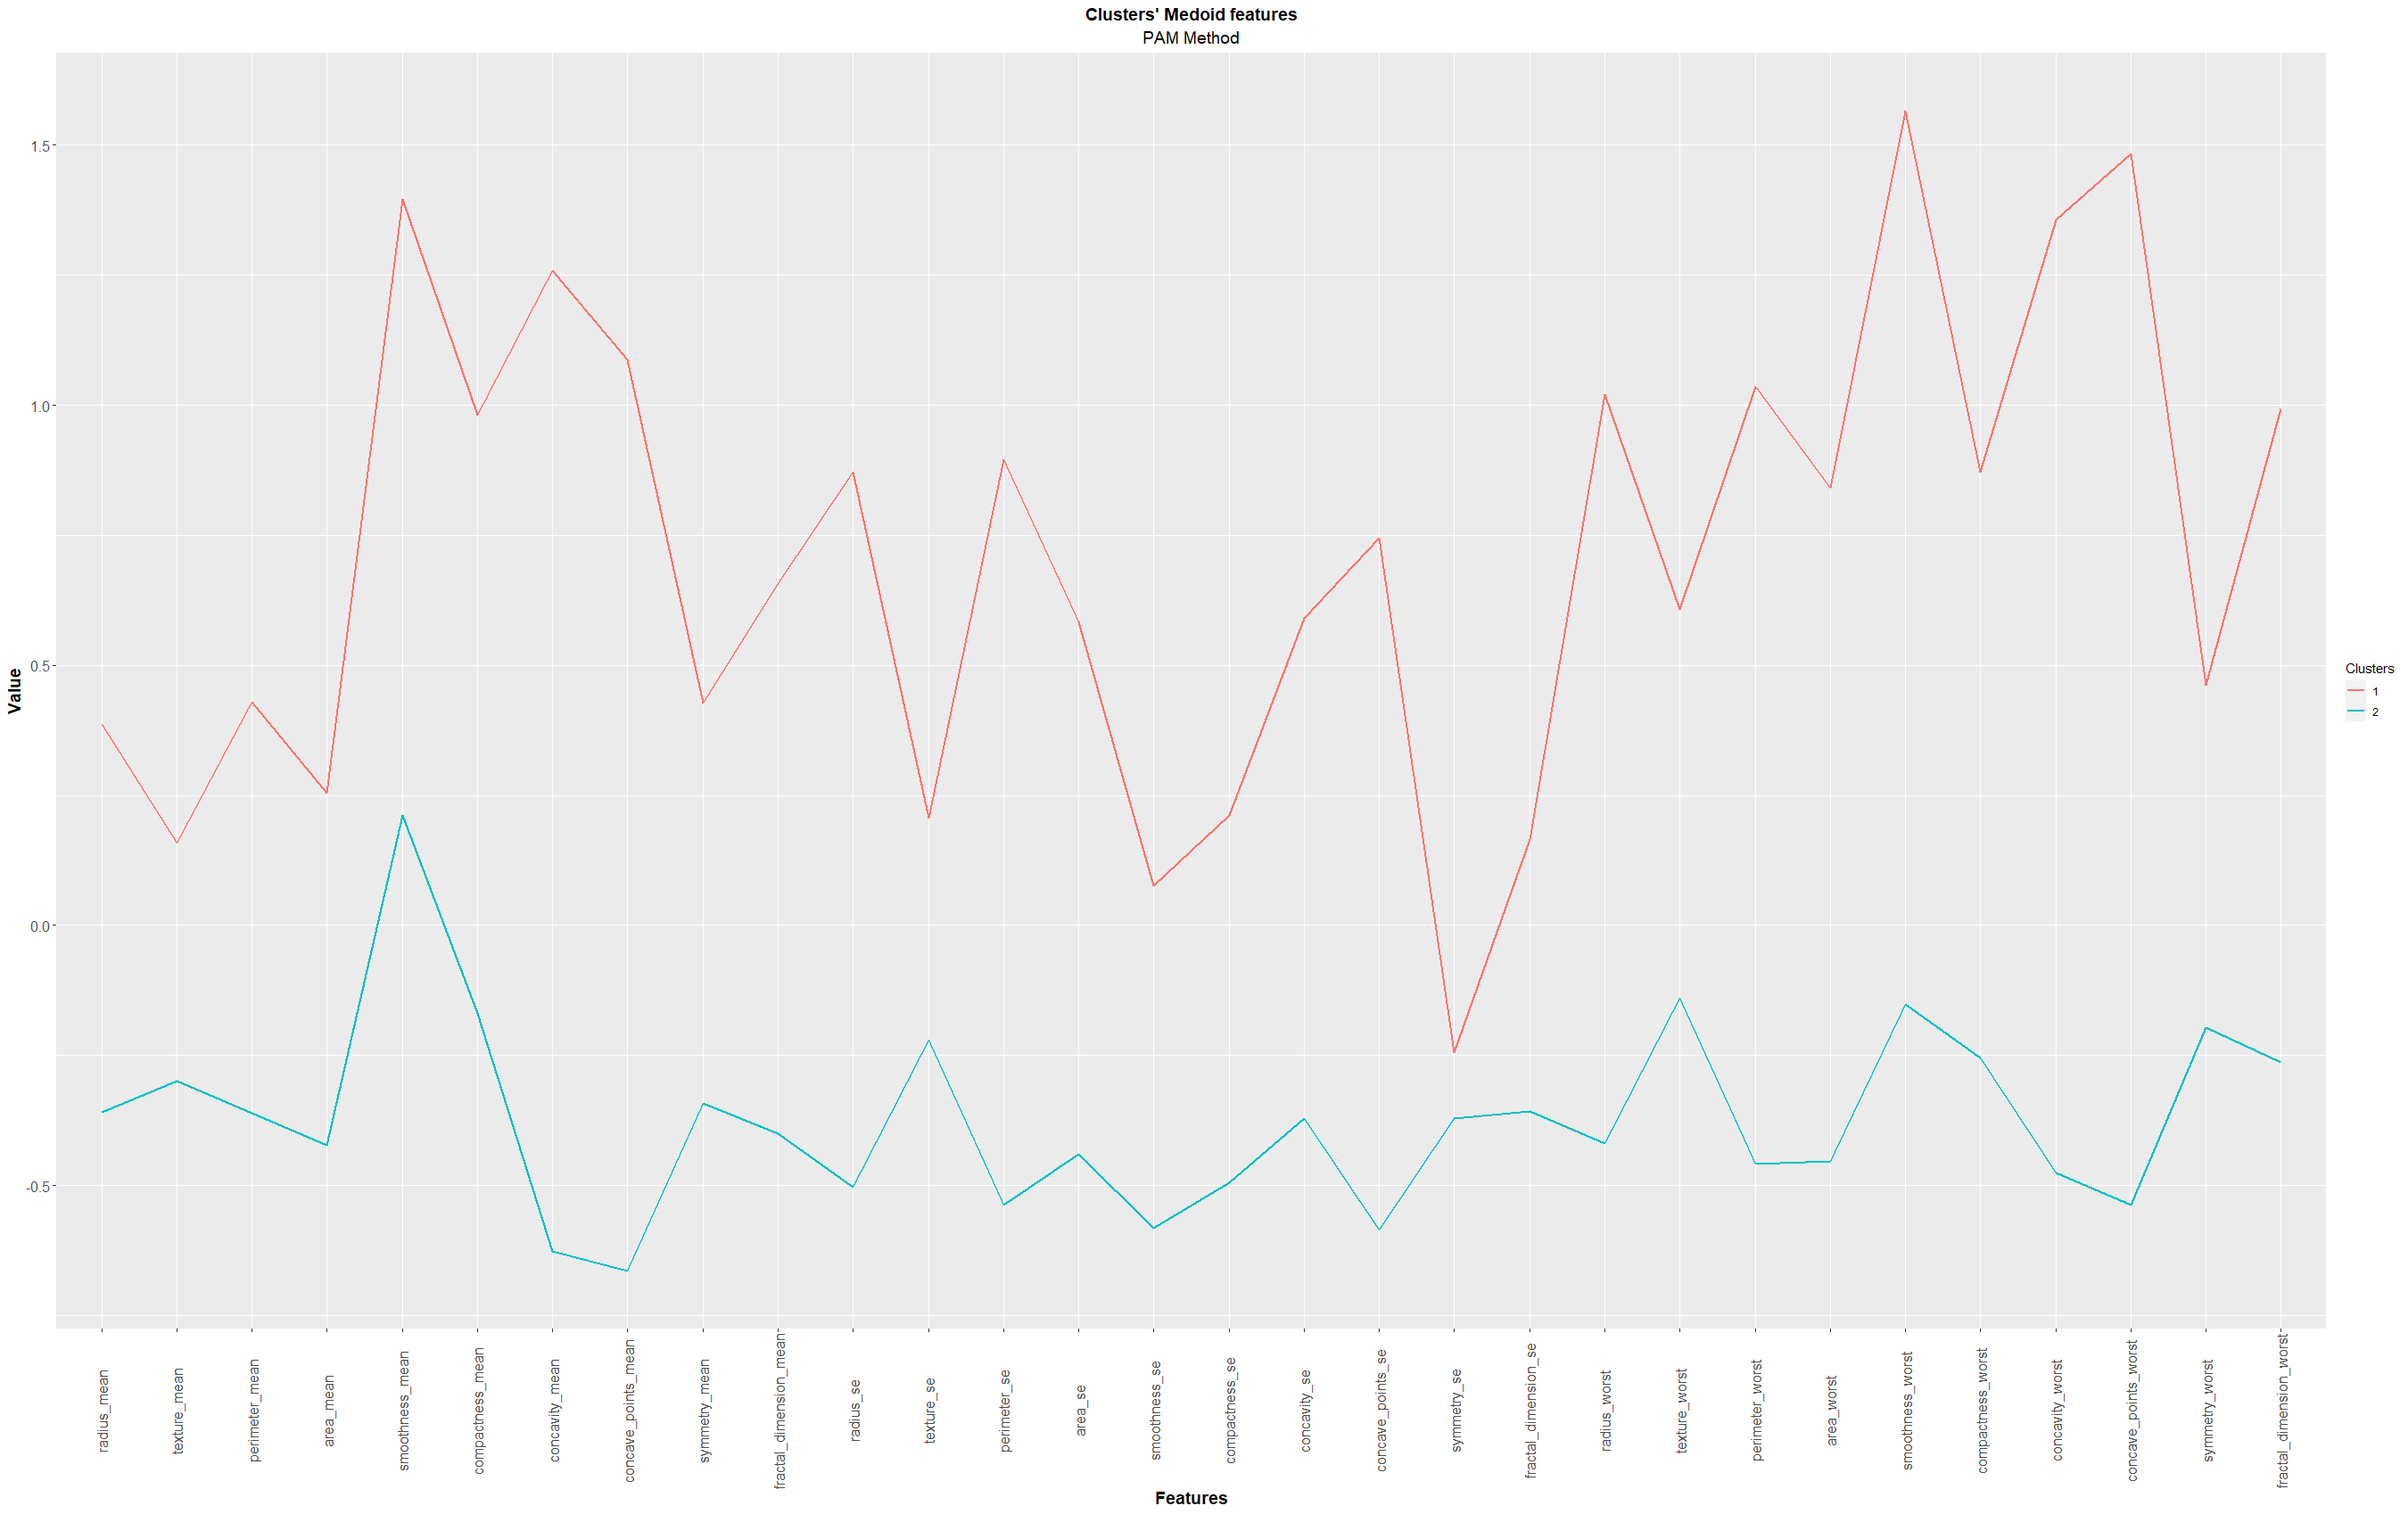 Clusters' Medoid features
PAM Method
Value
1.5
1.0
0.5
0.0
-0.5
radius_mean
texture_mean
perimeter_mean
area_mean
smoothness_mean
compactness_mean
concavity_mean
concave_points_mean
symmetry_mean
fractal_dimension_mean
radius_se
texture_se
perimeter_se
area_se
smoothness_se
compactness_se
concavity_se
concave_points_se
symmetry_se
fractal_dimension_se
radius_worst
texture_worst
perimeter_worst
area_worst
smoothness_worst
compactness_worst
concavity_worst
concave_points_worst
symmetry_worst
fractal_dimension_worst
Features
Clusters
1
2